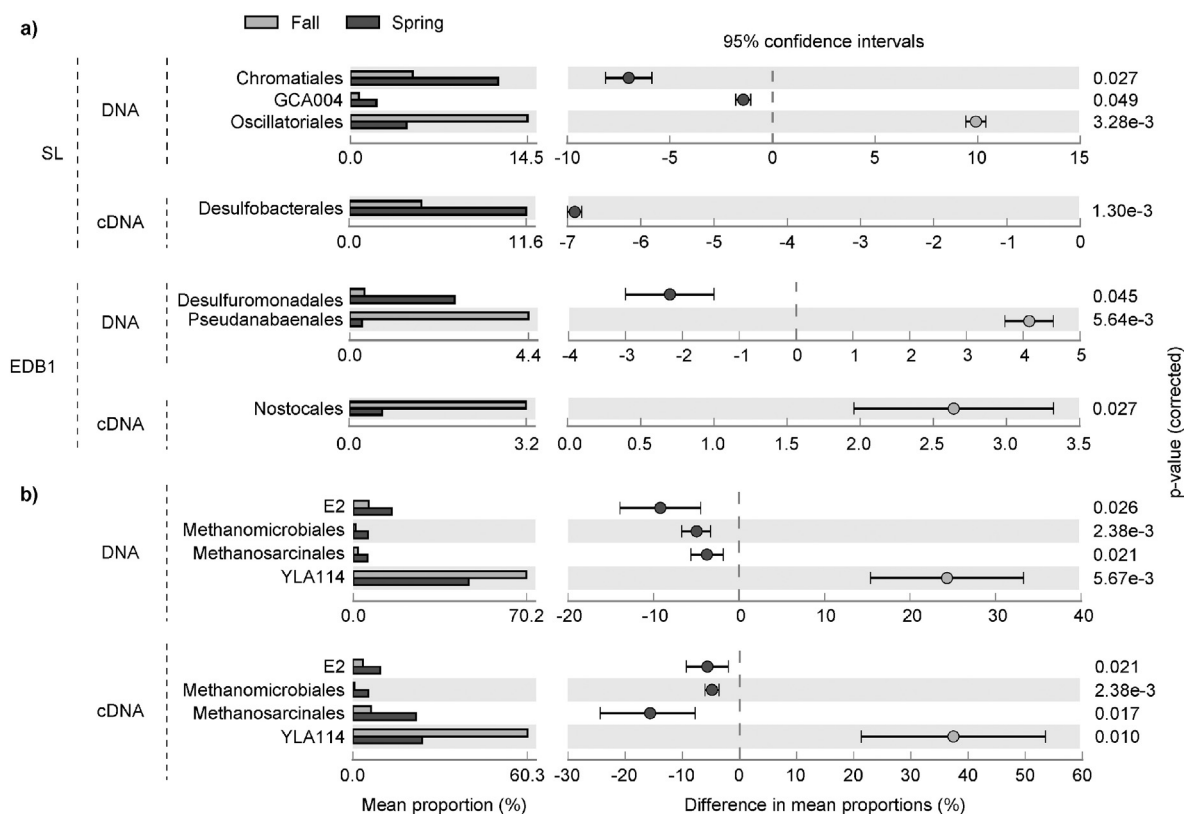 a)
Fall Spring
95% confidence intervals
SL
DNA
Chromatiales 0.027
GCA004 0.049
Oscillatoriales 3.28e-3
0.0 14.5 -10 -5 0 5 10 15
cDNA
Desulfobacterales 1.30e-3
0.0 11.6 -7 -6 -5 -4 -3 -2 -1 0
EDB1
DNA
Desulfuromonadales 0.045
Pseudanabaenales 5.64e-3
0.0 4.4 -4 -3 -2 -1 0 1 2 3 4 5
cDNA
Nostocales 0.027
0.0 3.2 0.0 0.5 1.0 1.5 2.0 2.5 3.0 3.5
p-value (corrected)
b)
DNA
E2 0.026
Methanomicrobiales 2.38e-3
Methanosarcinales 0.021
YLA114 5.67e-3
0.0 70.2 -20 -10 0 10 20 30 40
cDNA
E2 0.021
Methanomicrobiales 2.38e-3
Methanosarcinales 0.017
YLA114 0.010
0.0 60.3 -30 -20 -10 0 10 20 30 40 50 60
Mean proportion (%) Difference in mean proportions (%)